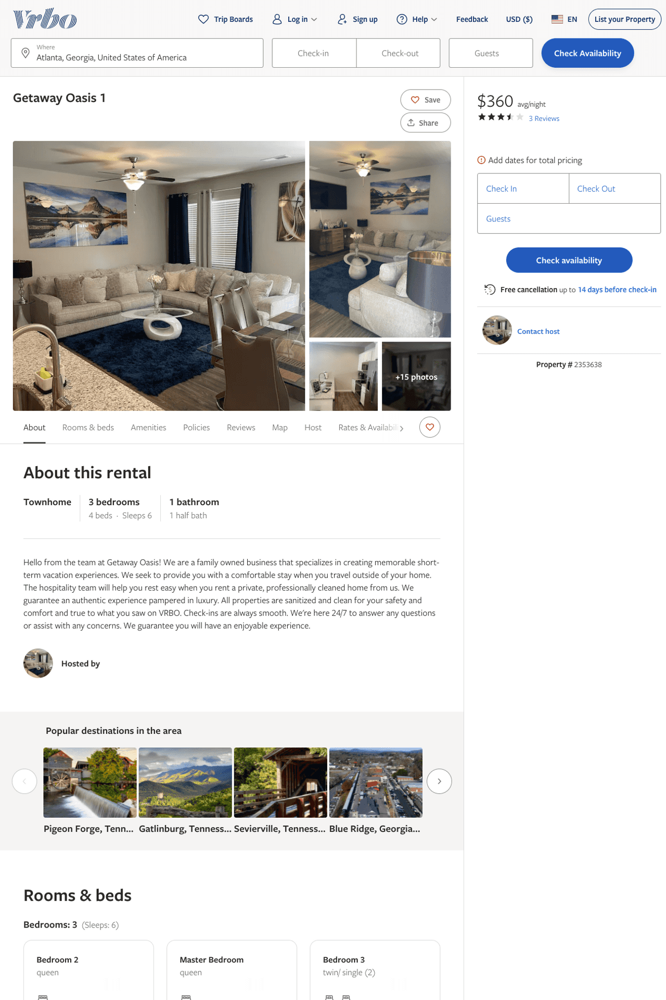 Vrbo
Trip Boards
Log in
Sign up
Help
Feedback
USD ($)
EN
List your Property
Where
Atlanta, Georgia, United States of America
Check-in
Check-out
Guests
Check Availability
Getaway Oasis 1
Save
Share
$360 avg/night
3 Reviews
Add dates for total pricing
Check In
Check Out
Guests
Check availability
Free cancellation up to 14 days before check-in
Contact host
Property # 2353638
+15 photos
About
Rooms & beds
Amenities
Policies
Reviews
Map
Host
Rates & Availabili
About this rental
Townhome
3 bedrooms
4 beds · Sleeps 6
1 bathroom
1 half bath
Hello from the team at Getaway Oasis! We are a family owned business that specializes in creating memorable short-
term vacation experiences. We seek to provide you with a comfortable stay when you travel outside of your home.
The hospitality team will help you rest easy when you rent a private, professionally cleaned home from us. We
guarantee an authentic experience pampered in luxury. All properties are sanitized and clean for your safety and
comfort and true to what you saw on VRBO. Check-ins are always smooth. We're here 24/7 to answer any questions
or assist with any concerns. We guarantee you will have an enjoyable experience.
Hosted by
Popular destinations in the area
Pigeon Forge, Tenn...
Gatlinburg, Tenness...
Sevierville, Tenness...
Blue Ridge, Georgia...
Rooms & beds
Bedrooms: 3 (Sleeps: 6)
Bedroom 2
queen
Master Bedroom
queen
Bedroom 3
twin/ single (2)